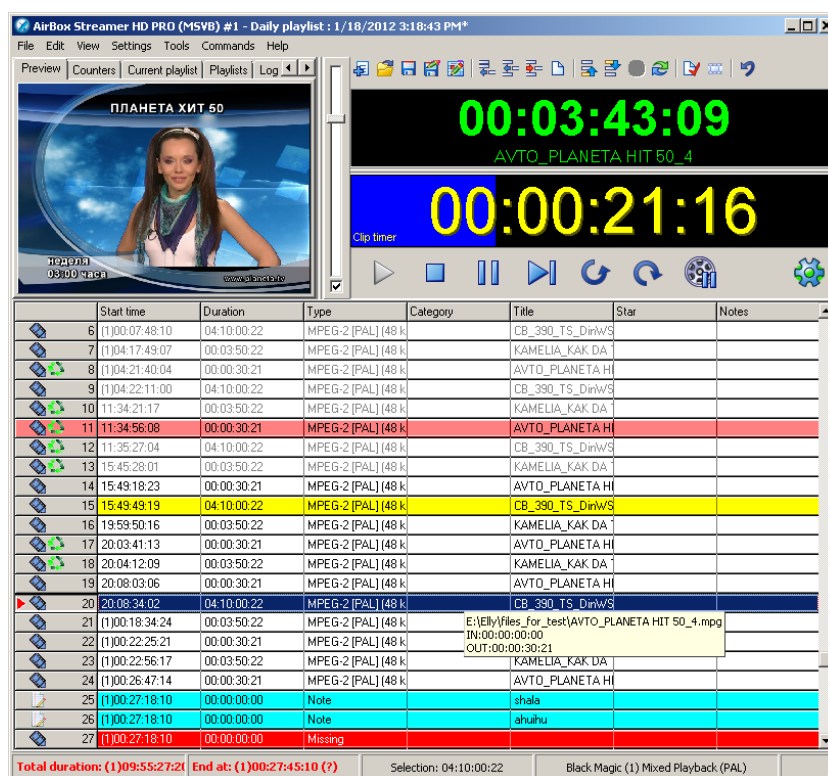 AirBox Streamer HD PRO (MSVB) #1 - Daily playlist : 1/18/2012 3:18:43 PM*
File Edit View Settings Tools Commands Help
Preview Counters Current playlist Playlists Log
ПЛАНЕТА ХИТ 50
неделя
03:00 часа
www.planeta.tv
00:03:43:09
AVTO_PLANETA HIT 50_4
00:00:21:16
Clip timer
Start time Duration Type Category Title Star Notes
6 (1)00:07:48:10 04:10:00:22 MPEG-2 [PAL] (48 k CB_390_TS_DirWS
7 (1)04:17:49:07 00:03:50:22 MPEG-2 [PAL] (48 k KAMELIA_KAK DA
8 (1)04:21:40:04 00:00:30:21 MPEG-2 [PAL] (48 k AVTO_PLANETA HI
9 (1)04:22:11:00 04:10:00:22 MPEG-2 [PAL] (48 k CB_390_TS_DirWS
10 11:34:21:17 00:03:50:22 MPEG-2 [PAL] (48 k KAMELIA_KAK DA
11 11:34:56:08 00:00:30:21 MPEG-2 [PAL] (48 k AVTO_PLANETA HI
12 11:35:27:04 04:10:00:22 MPEG-2 [PAL] (48 k CB_390_TS_DirWS
13 15:45:28:01 00:03:50:22 MPEG-2 [PAL] (48 k KAMELIA_KAK DA
14 15:49:18:23 00:00:30:21 MPEG-2 [PAL] (48 k AVTO_PLANETA HI
15 15:49:49:19 04:10:00:22 MPEG-2 [PAL] (48 k CB_390_TS_DirWS
16 19:59:50:16 00:03:50:22 MPEG-2 [PAL] (48 k KAMELIA_KAK DA
17 20:03:41:13 00:00:30:21 MPEG-2 [PAL] (48 k AVTO_PLANETA HI
18 20:04:12:09 00:03:50:22 MPEG-2 [PAL] (48 k KAMELIA_KAK DA
19 20:08:03:06 00:00:30:21 MPEG-2 [PAL] (48 k AVTO_PLANETA HI
20 20:08:34:02 04:10:00:22 MPEG-2 [PAL] (48 k CB_390_TS_DirWS
21 (1)00:18:34:24 00:03:50:22 MPEG-2 [PAL] (48 k
22 (1)00:22:25:21 00:00:30:21 MPEG-2 [PAL] (48 k
E:\Elly\files_for_test\AVTO_PLANETA HIT 50_4.mpg
IN:00:00:00:00
OUT:00:00:30:21
23 (1)00:22:56:17 00:03:50:22 MPEG-2 [PAL] (48 k KAMELIA_KAK DA
24 (1)00:26:47:14 00:00:30:21 MPEG-2 [PAL] (48 k AVTO_PLANETA HI
25 (1)00:27:18:10 00:00:00:00 Note shala
26 (1)00:27:18:10 00:00:00:00 Note ahuihu
27 (1)00:27:18:10 00:00:00:00 Missing
Total duration: (1)09:55:27:2 End at: (1)00:27:45:10 (?) Selection: 04:10:00:22 Black Magic (1) Mixed Playback (PAL)